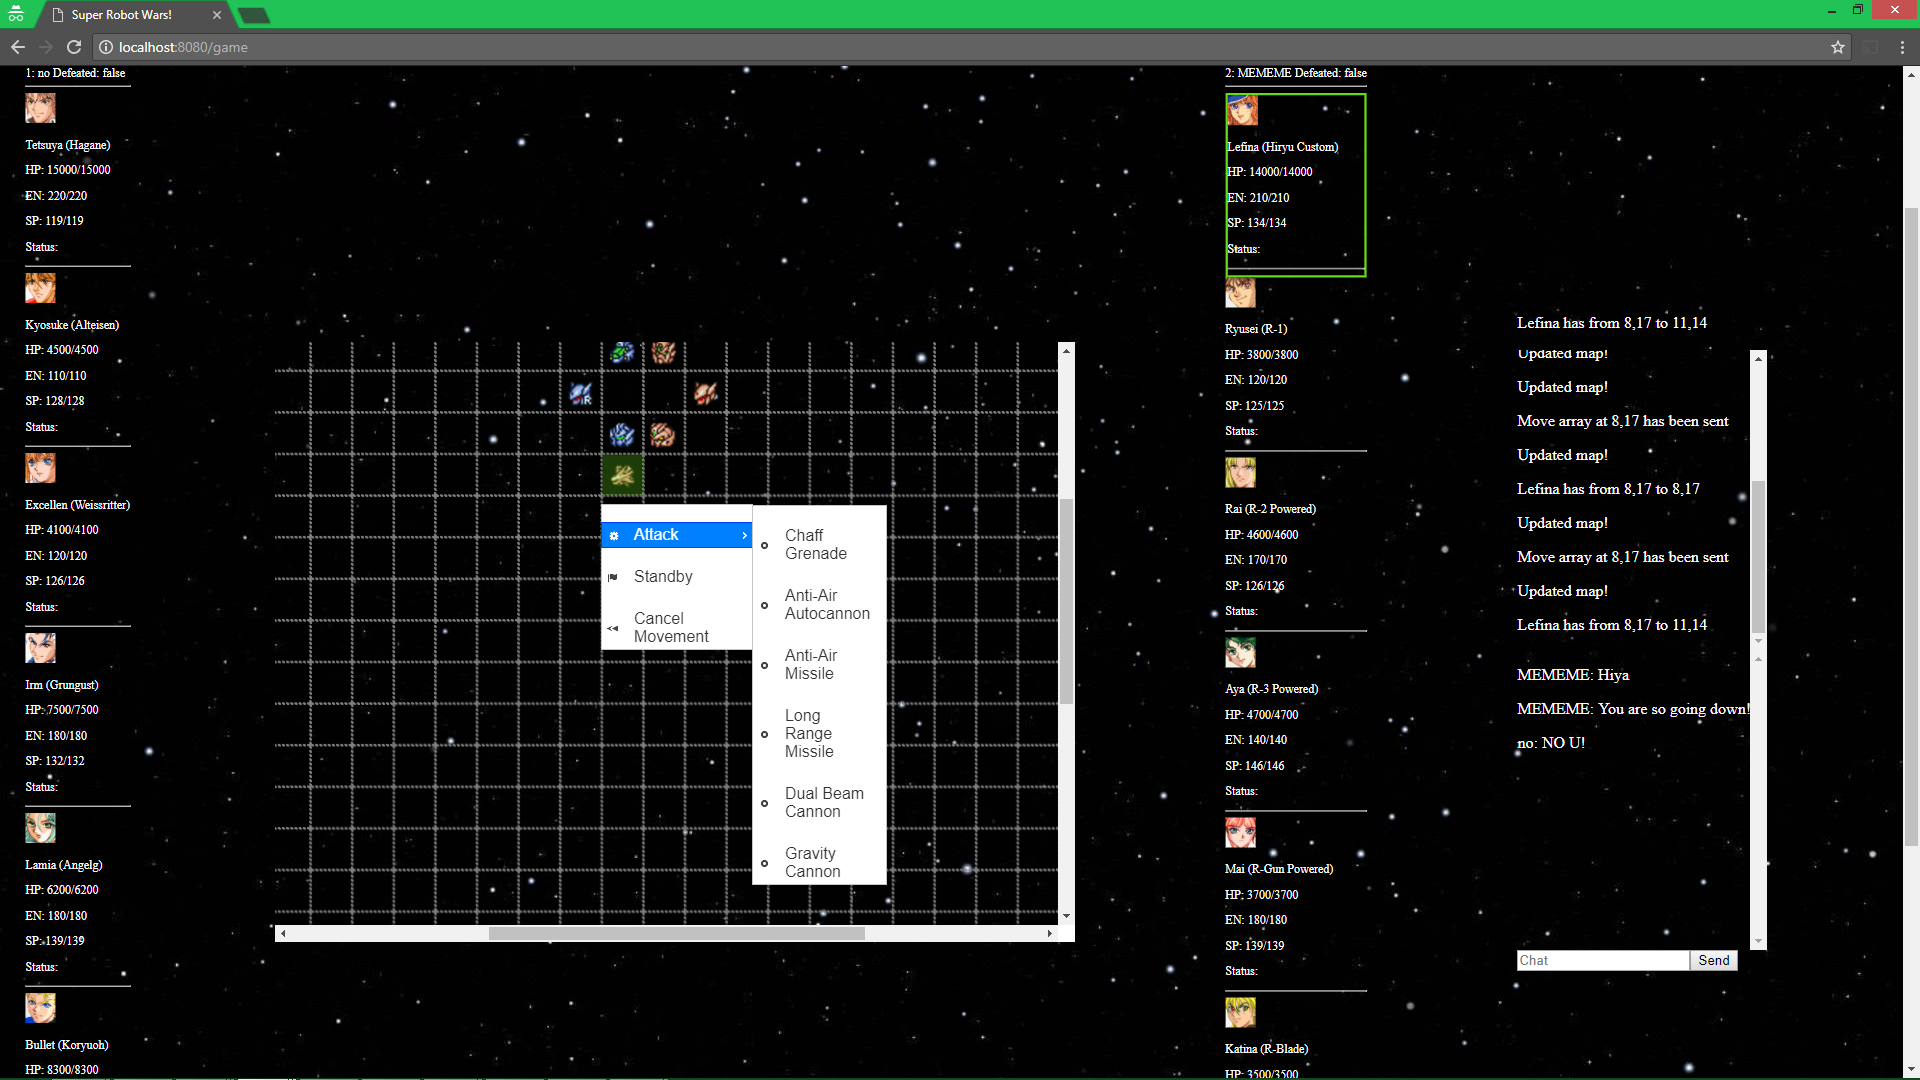 Super Robot Wars!
localhost:8080/game
1: no Defeated: false
Tetsuya (Hagane)
HP: 15000/15000
EN: 220/220
SP: 119/119
Status:
Kyosuke (Alteisen)
HP: 4500/4500
EN: 110/110
SP: 128/128
Status:
Excellen (Weissritter)
HP: 4100/4100
EN: 120/120
SP: 126/126
Status:
Irm (Grungust)
HP: 7500/7500
EN: 180/180
SP: 132/132
Status:
Lamia (Angelg)
HP: 6200/6200
EN: 180/180
SP: 139/139
Status:
Bullet (Koryuoh)
HP: 8300/8300
Attack
Standby
Cancel
Movement
Chaff
Grenade
Anti-Air
Autocannon
Anti-Air
Missile
Long
Range
Missile
Dual Beam
Cannon
Gravity
Cannon
2: MEMEME Defeated: false
Lefina (Hiryu Custom)
HP: 14000/14000
EN: 210/210
SP: 134/134
Status:
Ryusei (R-1)
HP: 3800/3800
EN: 120/120
SP: 125/125
Status:
Rai (R-2 Powered)
HP: 4600/4600
EN: 170/170
SP: 126/126
Status:
Aya (R-3 Powered)
HP: 4700/4700
EN: 140/140
SP: 146/146
Status:
Mai (R-Gun Powered)
HP: 3700/3700
EN: 180/180
SP: 139/139
Status:
Katina (R-Blade)
HP: 3500/3500
Lefina has from 8,17 to 11,14
Updated map!
Updated map!
Move array at 8,17 has been sent
Updated map!
Lefina has from 8,17 to 8,17
Updated map!
Move array at 8,17 has been sent
Updated map!
Lefina has from 8,17 to 11,14
MEMEME: Hiya
MEMEME: You are so going down!
no: NO U!
Chat
Send